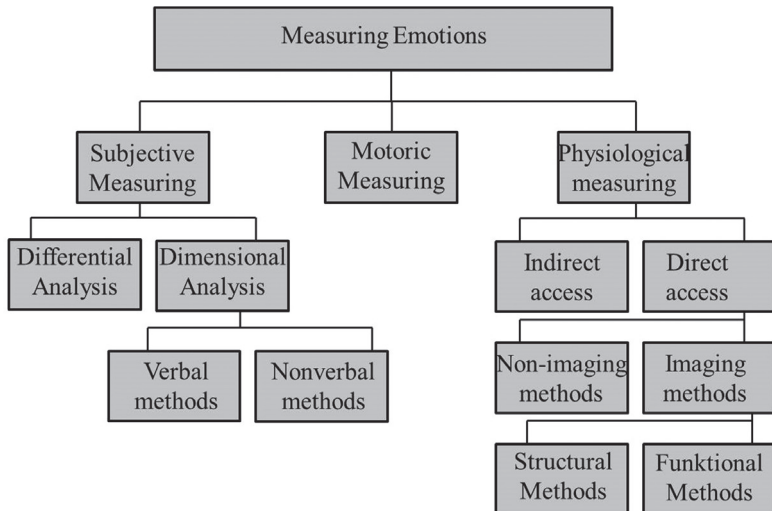 Measuring Emotions
Subjective
Measuring
Motoric
Measuring
Physiological
measuring
Differential
Analysis
Dimensional
Analysis
Indirect
access
Direct
access
Verbal
methods
Nonverbal
methods
Non-imaging
methods
Imaging
methods
Structural
Methods
Funktional
Methods